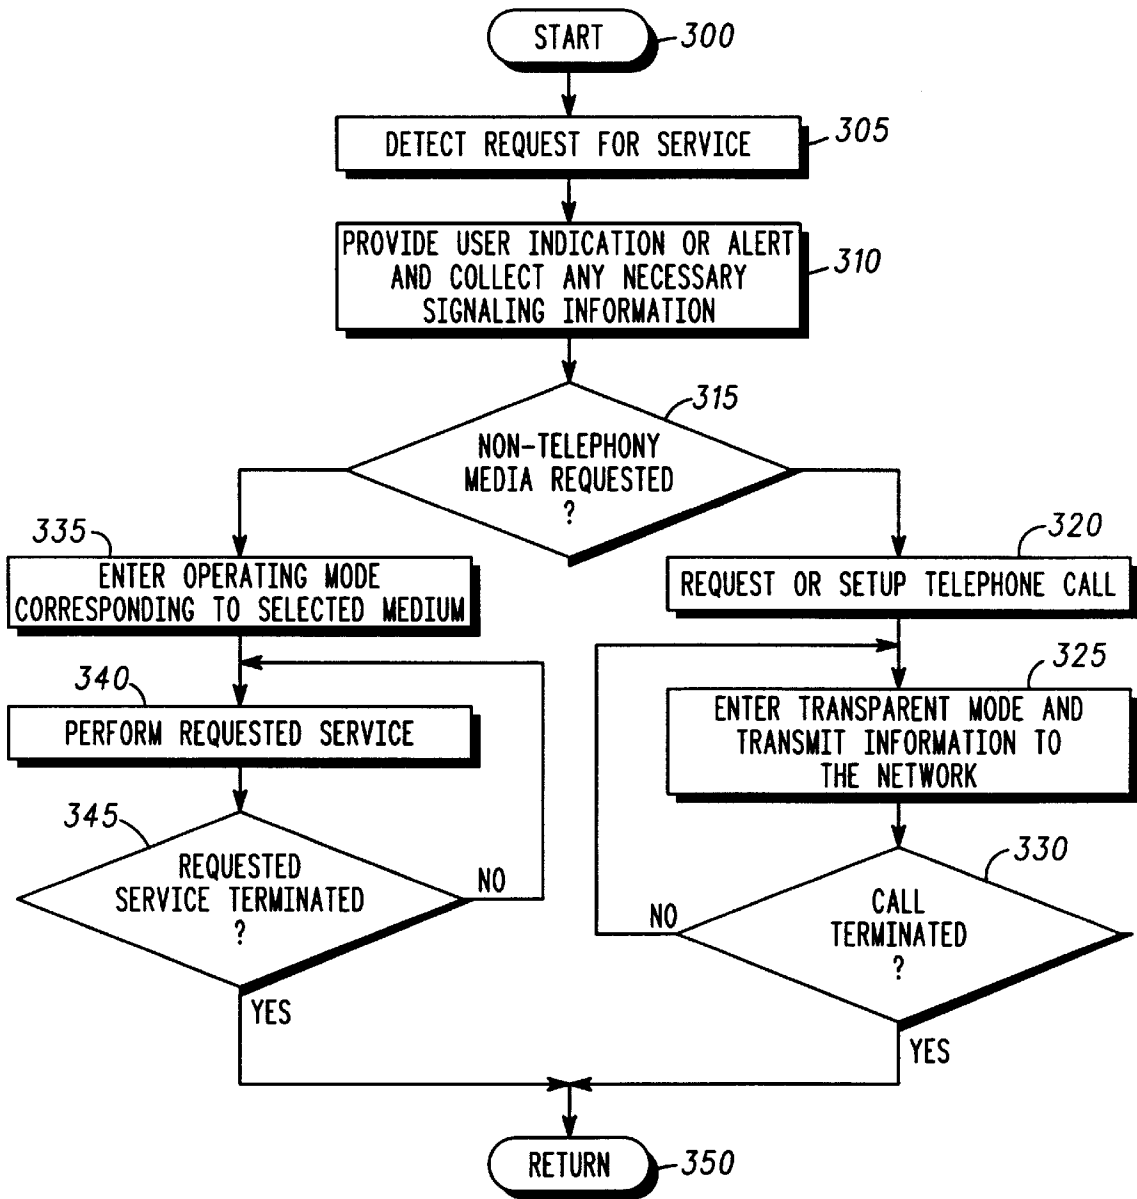 START
300
DETECT REQUEST FOR SERVICE
305
PROVIDE USER INDICATION OR ALERT
AND COLLECT ANY NECESSARY
SIGNALING INFORMATION
310
315
NON-TELEPHONY
MEDIA REQUESTED
?
335
ENTER OPERATING MODE
CORRESPONDING TO SELECTED MEDIUM
320
REQUEST OR SETUP TELEPHONE CALL
340
PERFORM REQUESTED SERVICE
325
ENTER TRANSPARENT MODE AND
TRANSMIT INFORMATION TO
THE NETWORK
345
REQUESTED
SERVICE TERMINATED
?
NO
YES
330
CALL
TERMINATED
?
NO
YES
RETURN
350